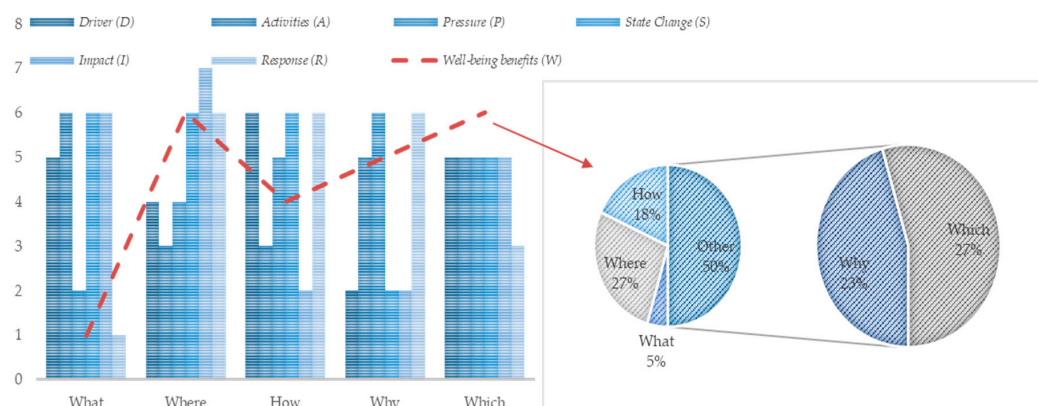 8
Driver (D) Activities (A) Pressure (P) State Change (S)
Impact (I) Response (R) Well-being benefits (W)
7
6
5
4
3
2
1
0
What Where How Why Which
How
18%
Other
50%
Where
27%
What
5%
Which
27%
Why
23%